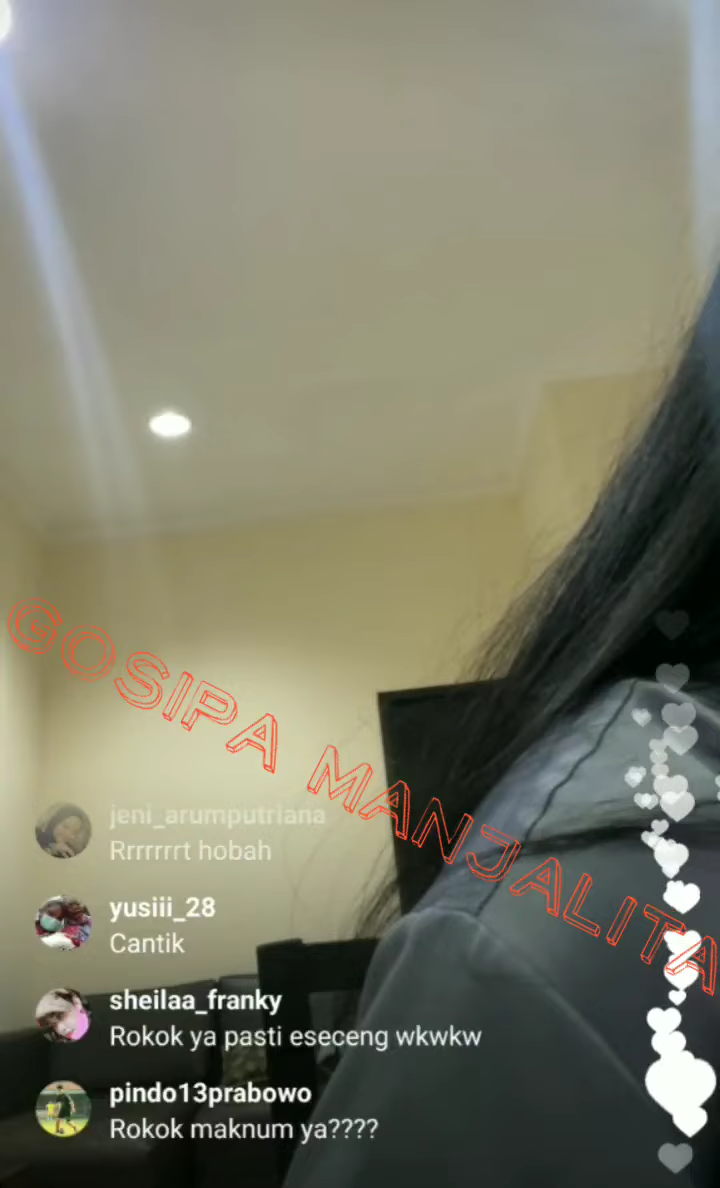 GOSIPA MANJALITA
jeni_arumputriana
Rrrrrrrt hobah
yusiii_28
Cantik
sheilaa_franky
Rokok ya pasti eseceng wkwkw
pindo13prabowo
Rokok maknum ya????